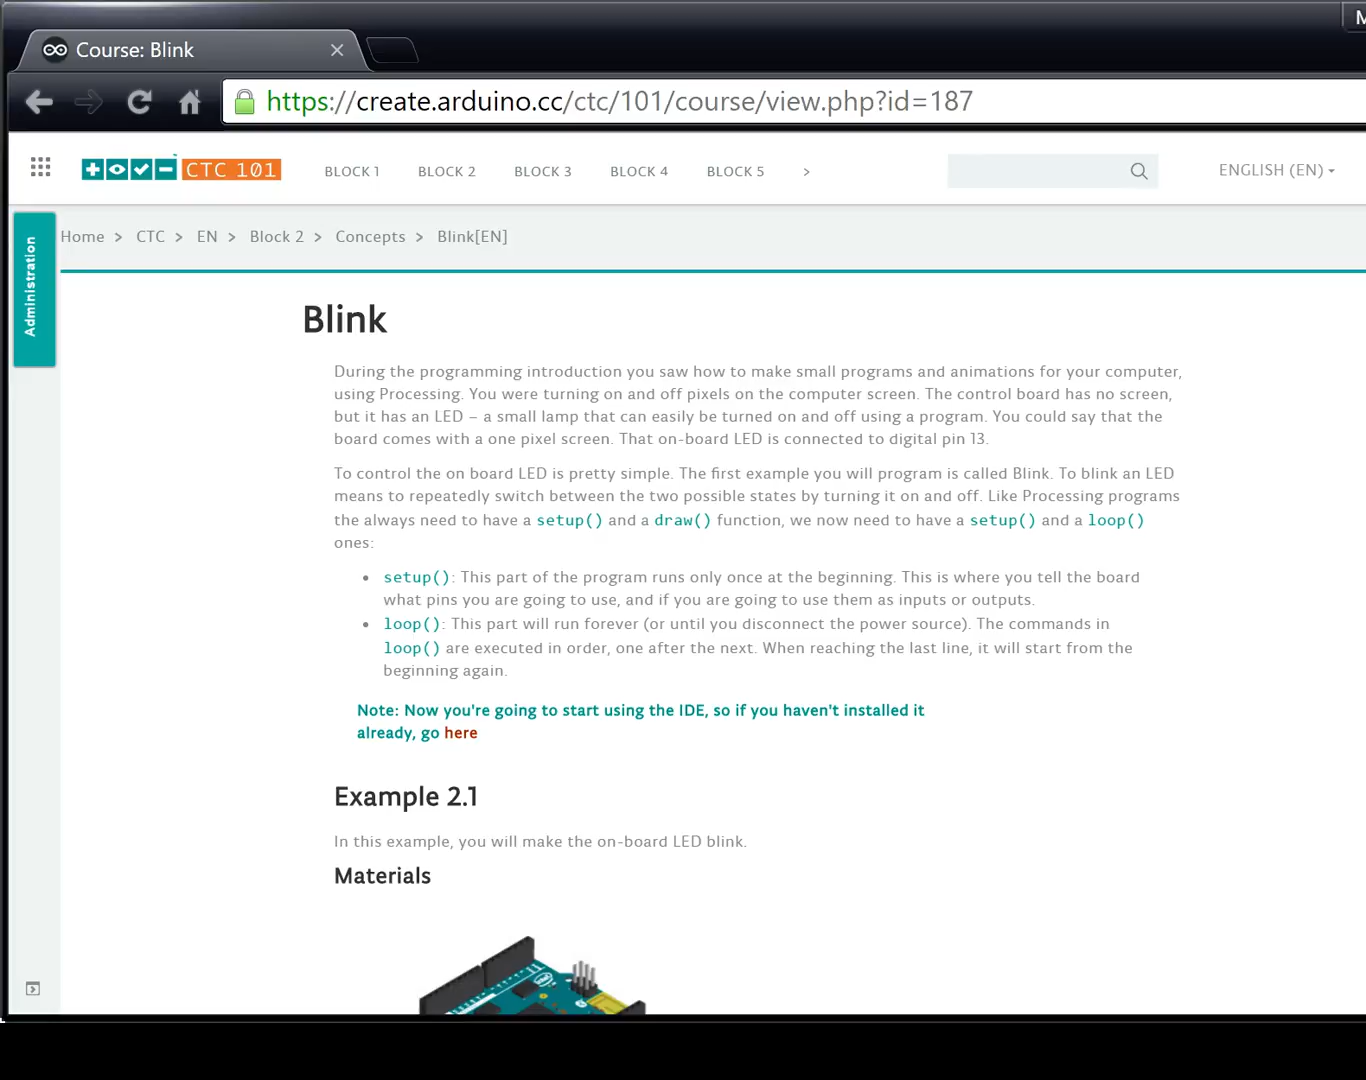 M
Course: Blink
https://create.arduino.cc/ctc/101/course/view.php?id=187
CTC 101
BLOCK 1
BLOCK 2
BLOCK 3
BLOCK 4
BLOCK 5
>
ENGLISH (EN)
Administration
Home > CTC > EN > Block 2 > Concepts > Blink[EN]
Blink
During the programming introduction you saw how to make small programs and animations for your computer,
using Processing. You were turning on and off pixels on the computer screen. The control board has no screen,
but it has an LED – a small lamp that can easily be turned on and off using a program. You could say that the
board comes with a one pixel screen. That on-board LED is connected to digital pin 13.
To control the on board LED is pretty simple. The first example you will program is called Blink. To blink an LED
means to repeatedly switch between the two possible states by turning it on and off. Like Processing programs
the always need to have a setup() and a draw() function, we now need to have a setup() and a loop()
ones:
• setup(): This part of the program runs only once at the beginning. This is where you tell the board
what pins you are going to use, and if you are going to use them as inputs or outputs.
• loop(): This part will run forever (or until you disconnect the power source). The commands in
loop() are executed in order, one after the next. When reaching the last line, it will start from the
beginning again.
Note: Now you're going to start using the IDE, so if you haven't installed it
already, go here
Example 2.1
In this example, you will make the on-board LED blink.
Materials